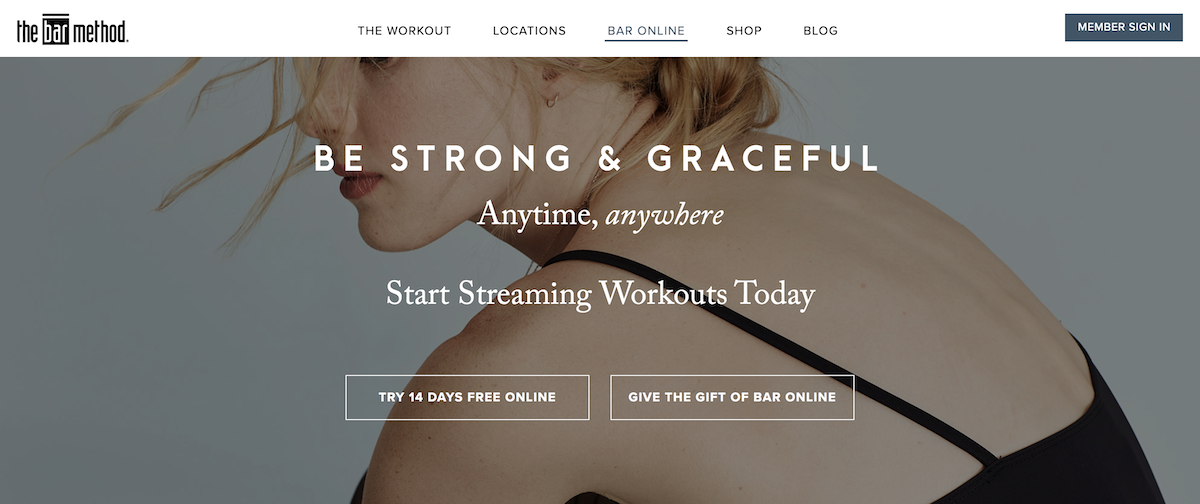 the bar method.
THE WORKOUT
LOCATIONS
BAR ONLINE
SHOP
BLOG
MEMBER SIGN IN
BE STRONG & GRACEFUL
Anytime, anywhere
Start Streaming Workouts Today
TRY 14 DAYS FREE ONLINE
GIVE THE GIFT OF BAR ONLINE